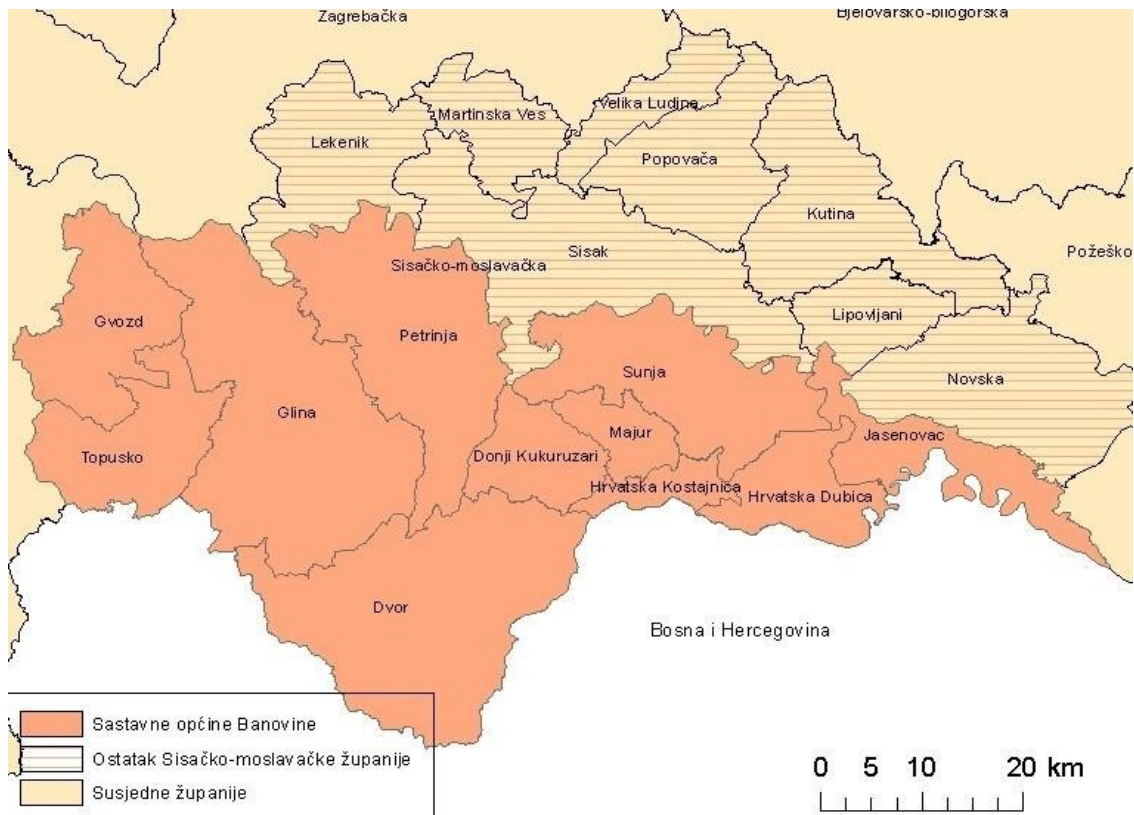 Zagrebačka
Bjelovarsko-bilogorska
Velika Ludina
Martinska Ves
Lekenik
Popovača
Kutina
Sisak
Požeško
Sisačko-moslavačka
Lipovljani
Gvozd
Petrinja
Sunja
Novska
Glina
Majur
Jasenovac
Topusko
Donji Kukuruzari
Hrvatska Kostajnica
Hrvatska Dubica
Dvor
Bosna i Hercegovina
Sastavne općine Banovine
Ostatak Sisačko-moslavačke županije
Susjedne županije
0 5 10 20 km